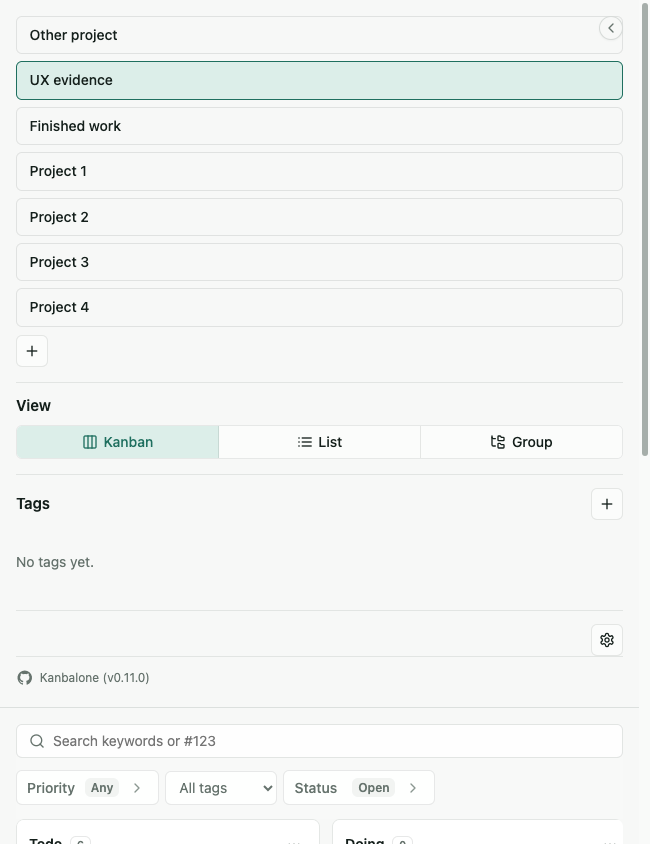 Other project
UX evidence
Finished work
Project 1
Project 2
Project 3
Project 4
View
Kanban List Group
Tags
No tags yet.
Kanbalone (v0.11.0)
Search keywords or #123
Priority Any All tags Status Open
Todo Doing